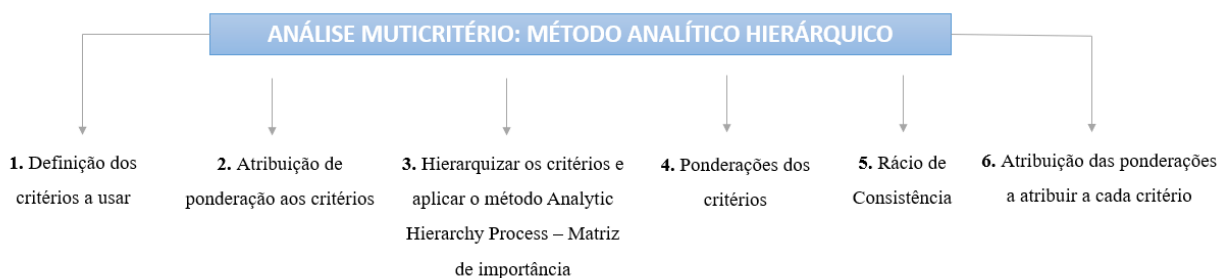 ANÁLISE MUTICRITÉRIO: MÉTODO ANALÍTICO HIERÁRQUICO
1. Definição dos
critérios a usar
2. Atribuição de
ponderação aos critérios
3. Hierarquizar os critérios e
aplicar o método Analytic
Hierarchy Process – Matriz
de importância
4. Ponderações dos
critérios
5. Rácio de
Consistência
6. Atribuição das ponderações
a atribuir a cada critério